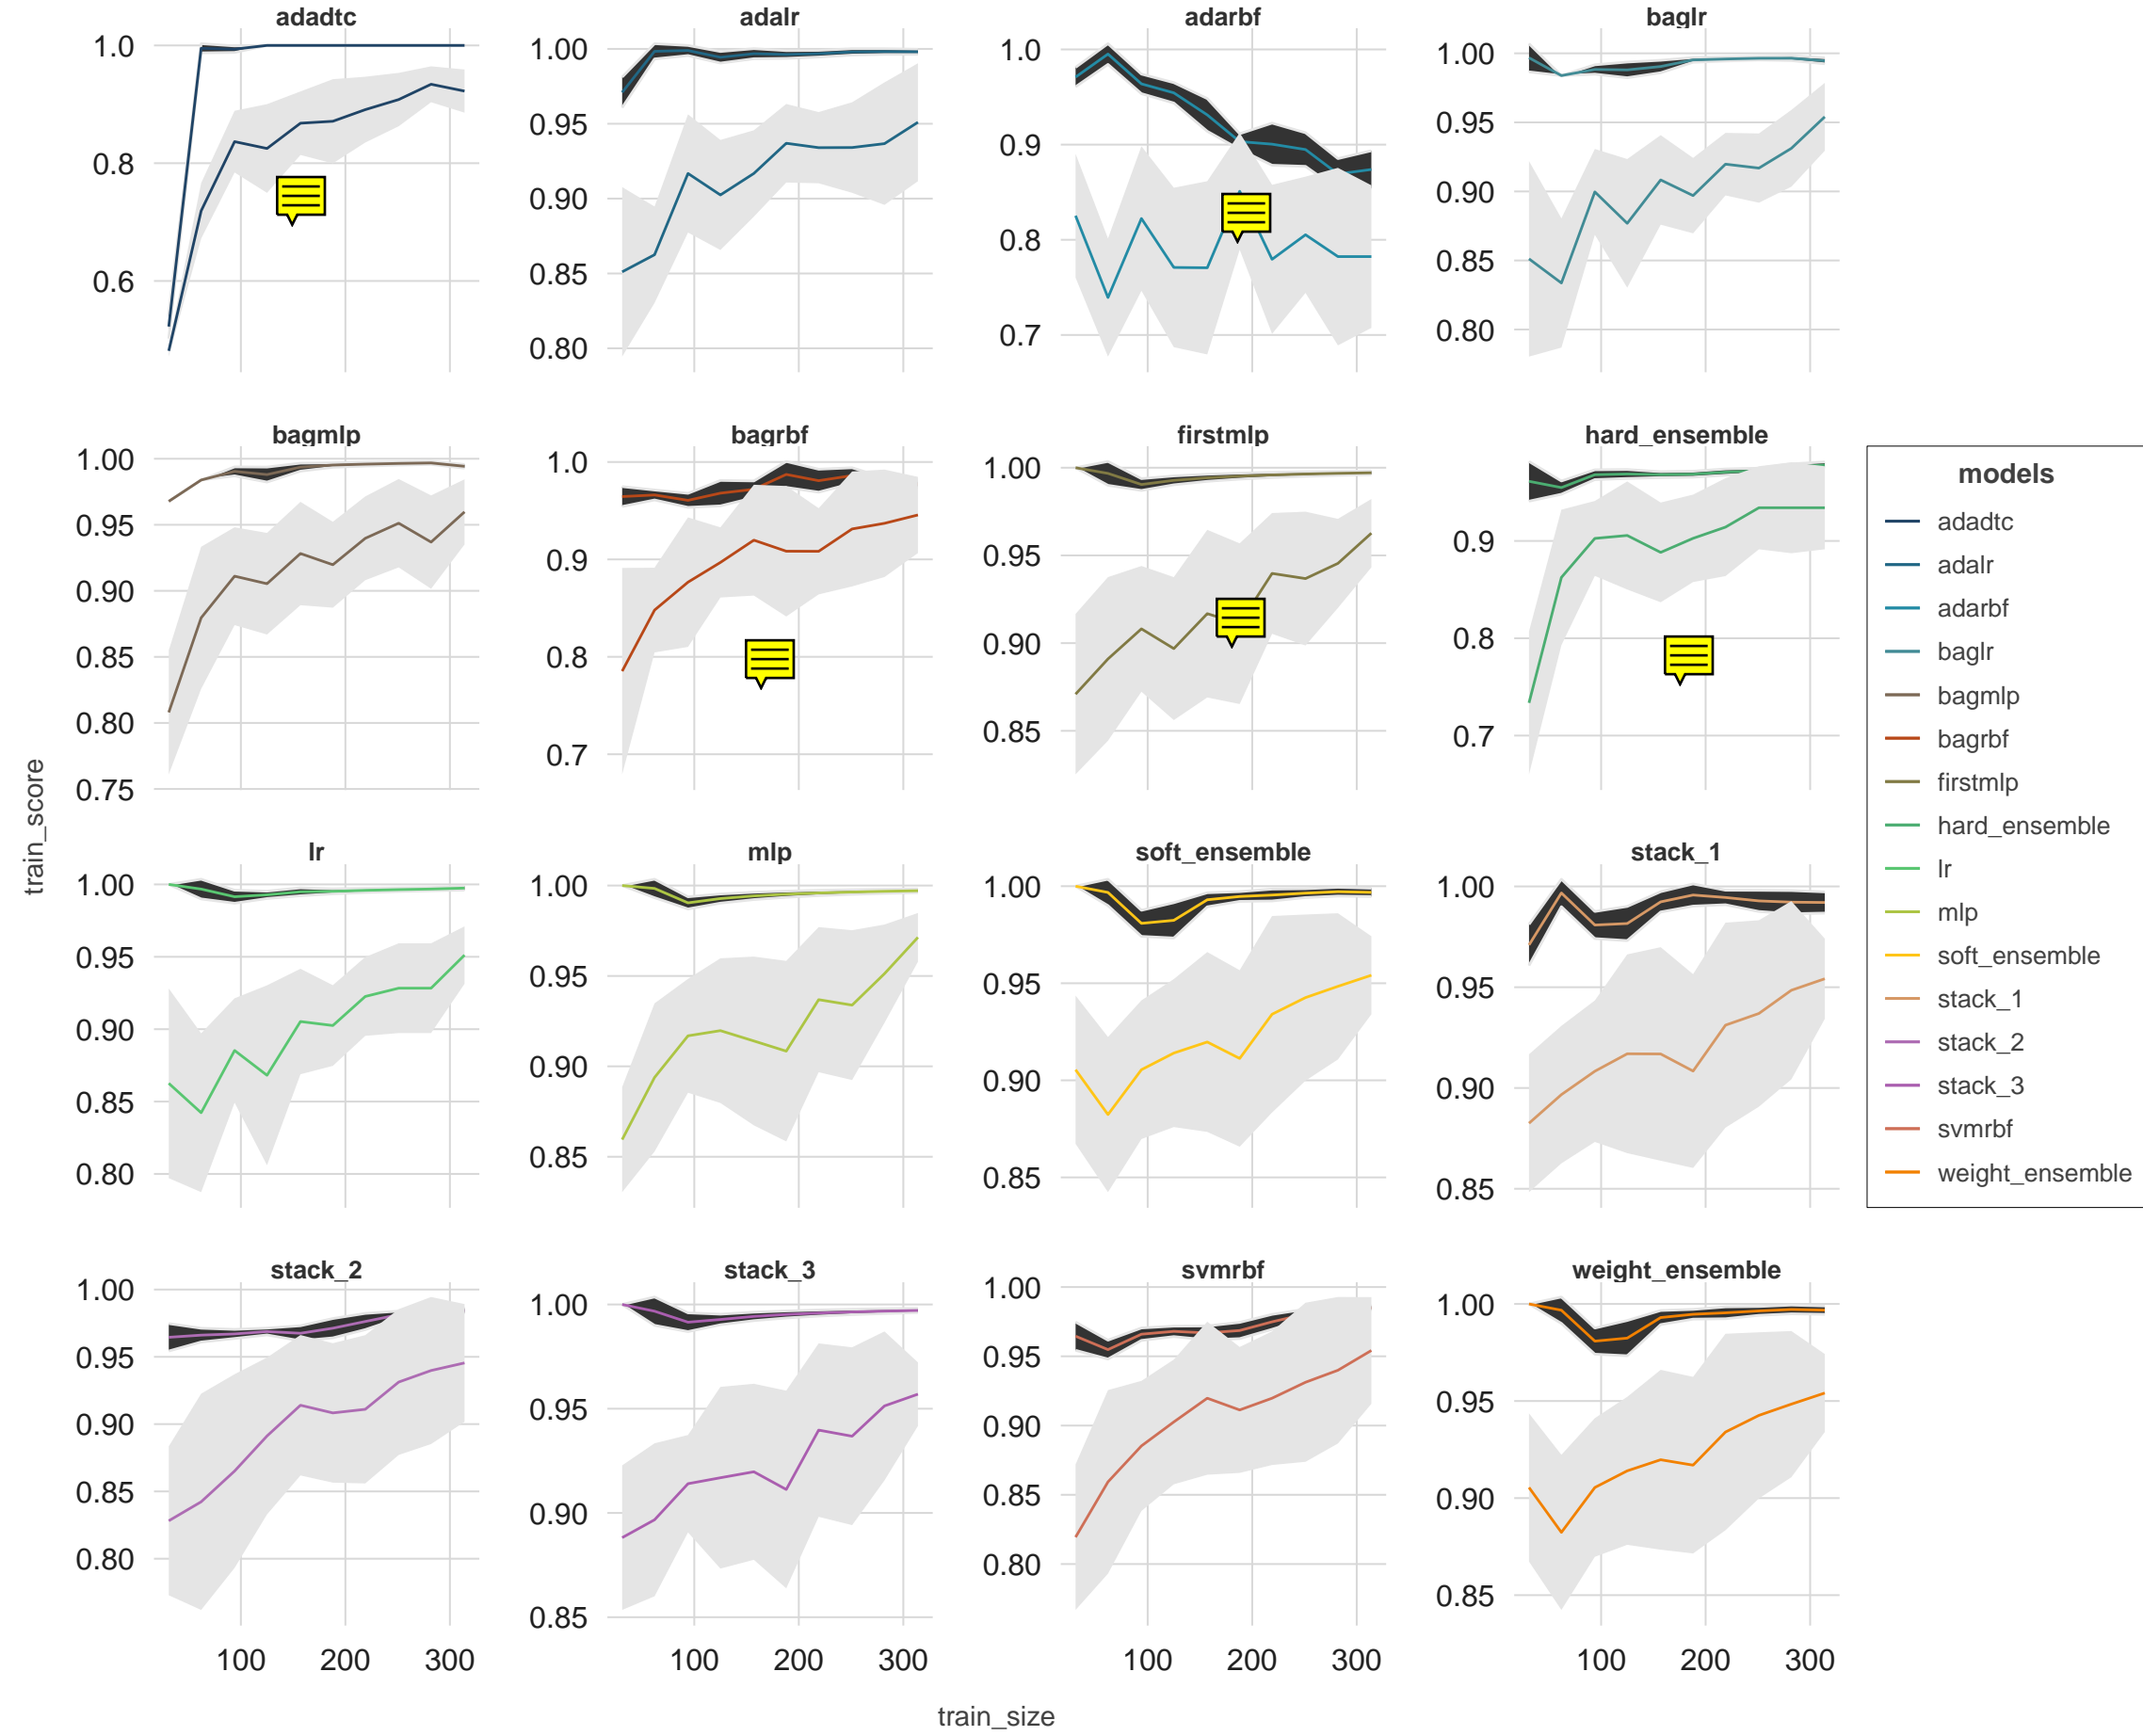 adadtc
adalr
adarbf
baglr
1.0
0.8
0.6
1.00
0.95
0.90
0.85
0.80
1.0
0.9
0.8
0.7
1.00
0.95
0.90
0.85
0.80
bagmlp
bagrbf
firstmlp
hard_ensemble
1.00
0.95
0.90
0.85
0.80
0.75
1.0
0.9
0.8
0.7
1.00
0.95
0.90
0.85
0.9
0.8
0.7
lr
mlp
soft_ensemble
stack_1
1.00
0.95
0.90
0.85
0.80
1.00
0.95
0.90
0.85
1.00
0.95
0.90
0.85
1.00
0.95
0.90
0.85
stack_2
stack_3
svmrbf
weight_ensemble
1.00
0.95
0.90
0.85
0.80
1.00
0.95
0.90
0.85
1.00
0.95
0.90
0.85
0.80
1.00
0.95
0.90
0.85
100 200 300
100 200 300
100 200 300
100 200 300
train_size
train_score
models
adadtc
adalr
adarbf
baglr
bagmlp
bagrbf
firstmlp
hard_ensemble
lr
mlp
soft_ensemble
stack_1
stack_2
stack_3
svmrbf
weight_ensemble